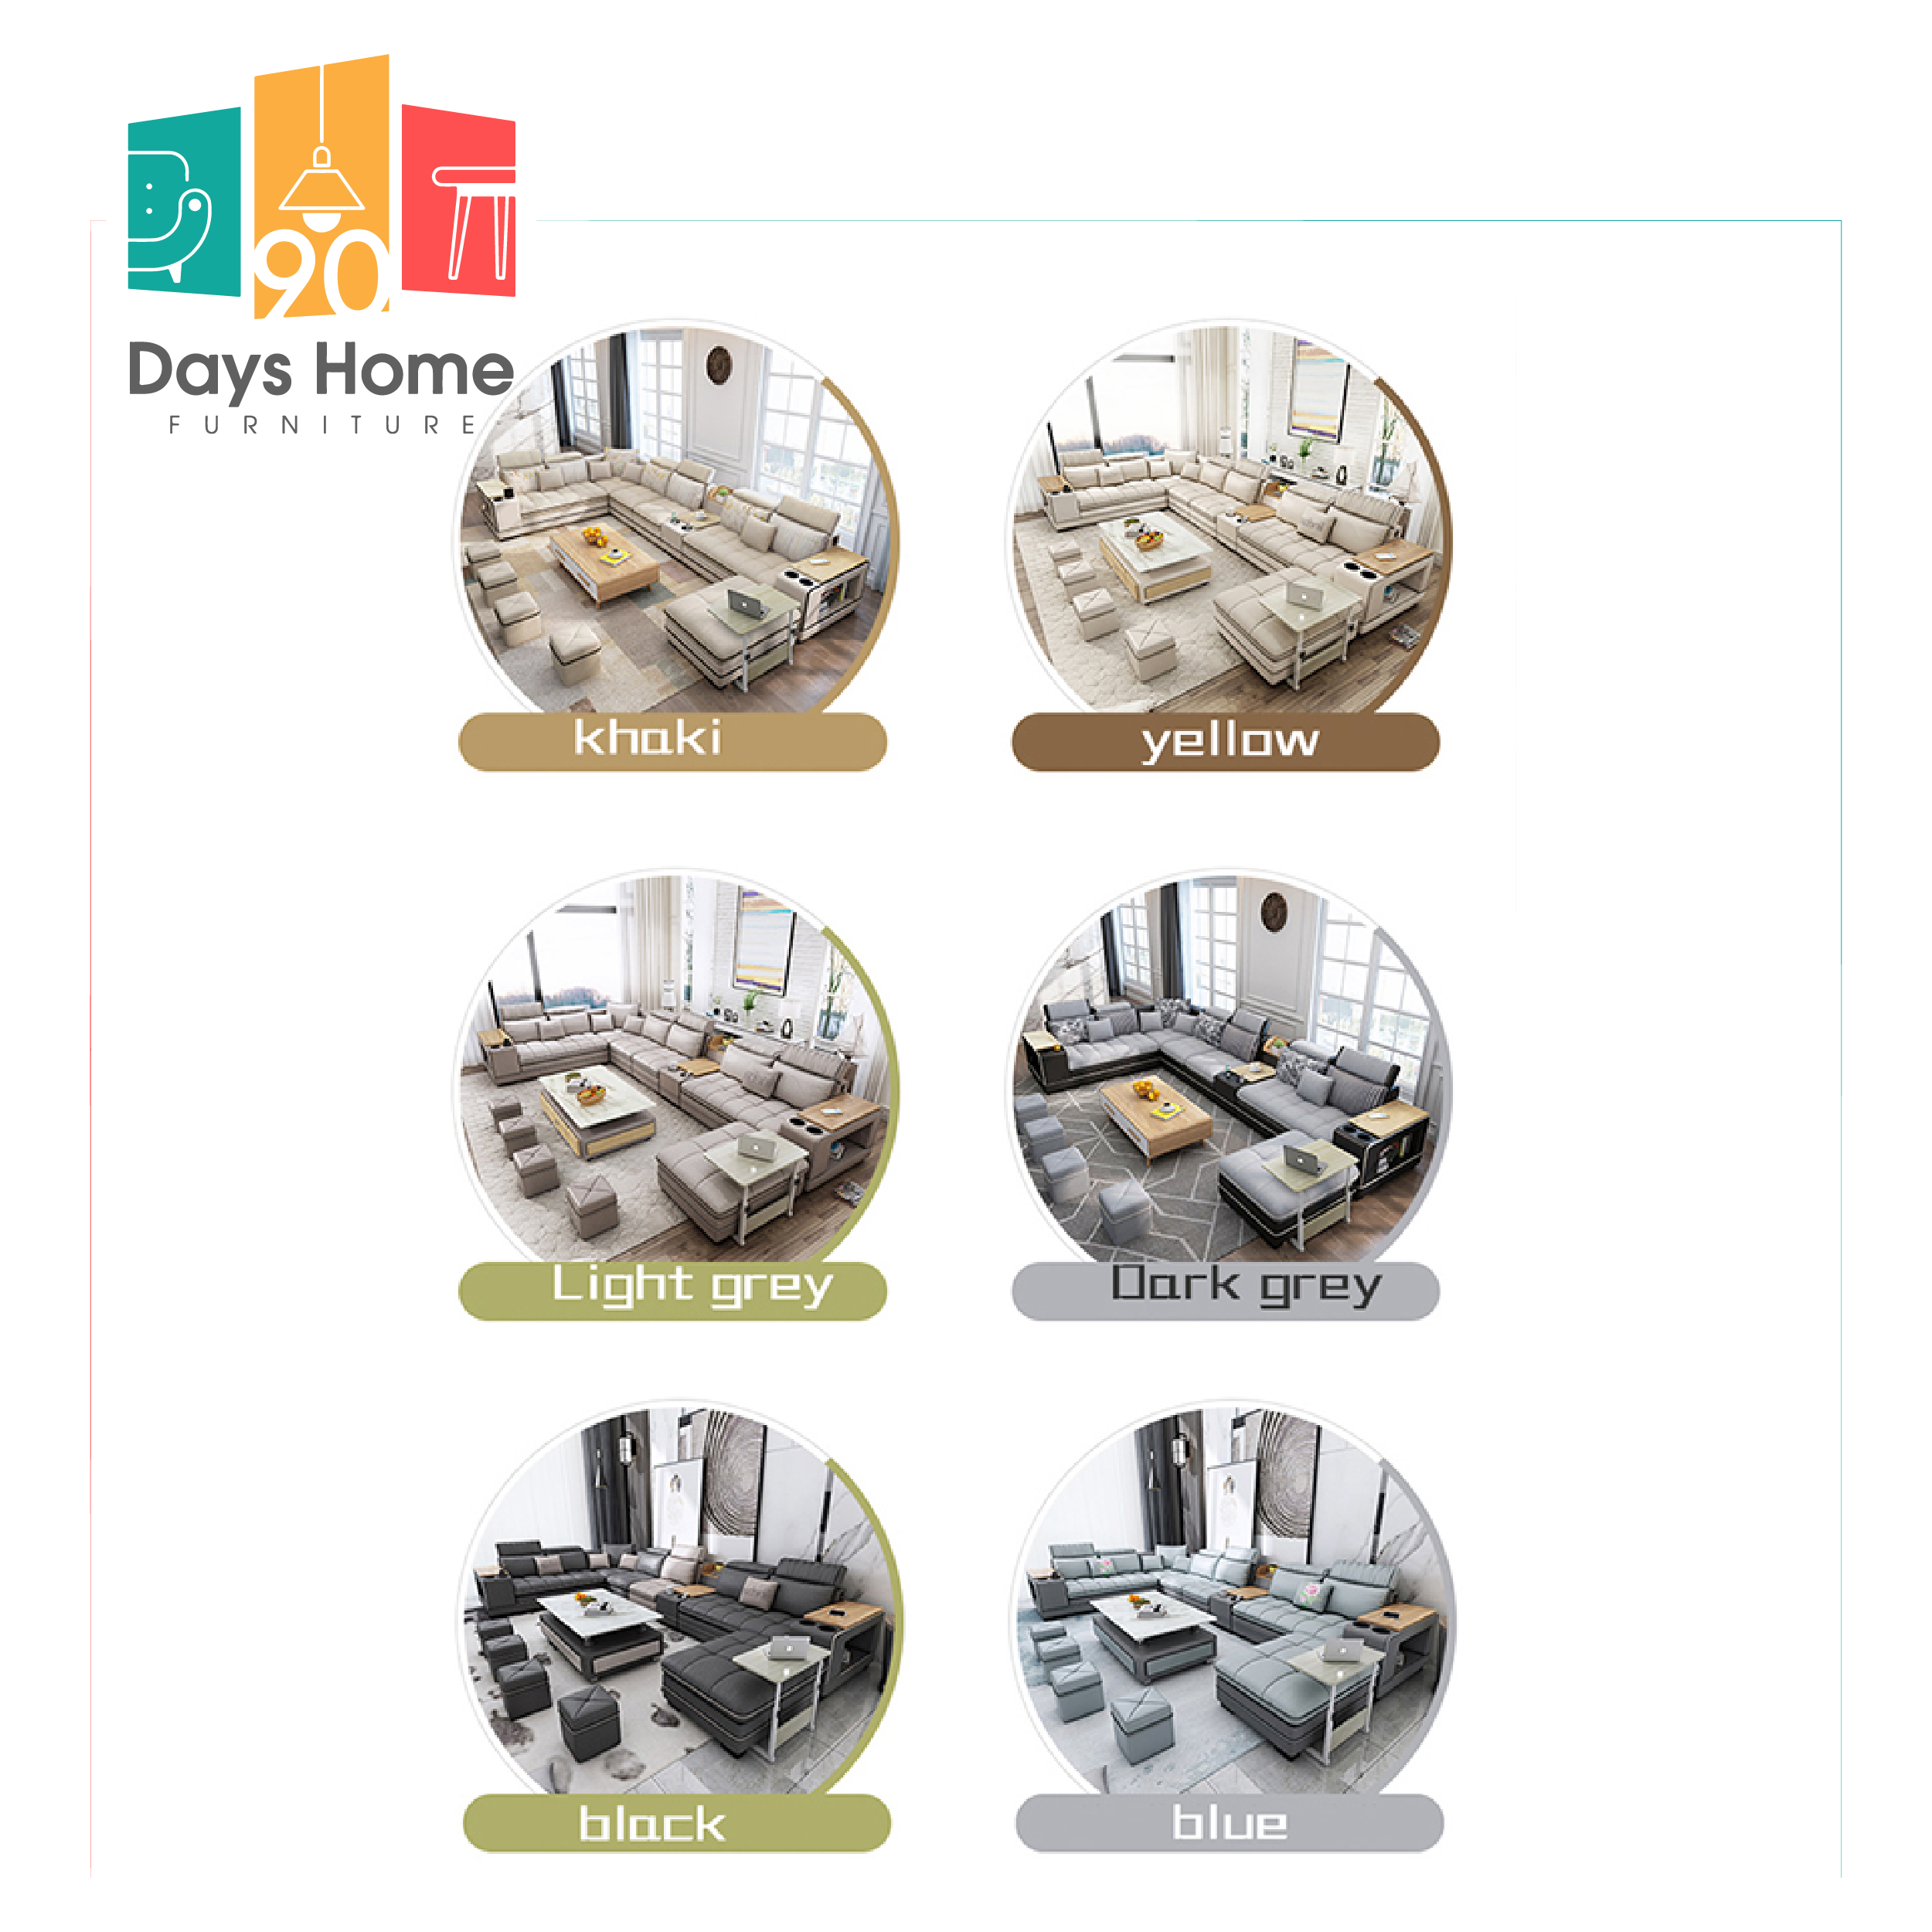 90
Days Home
FURNITURE
khaki
yellow
Light grey
Dark grey
black
blue